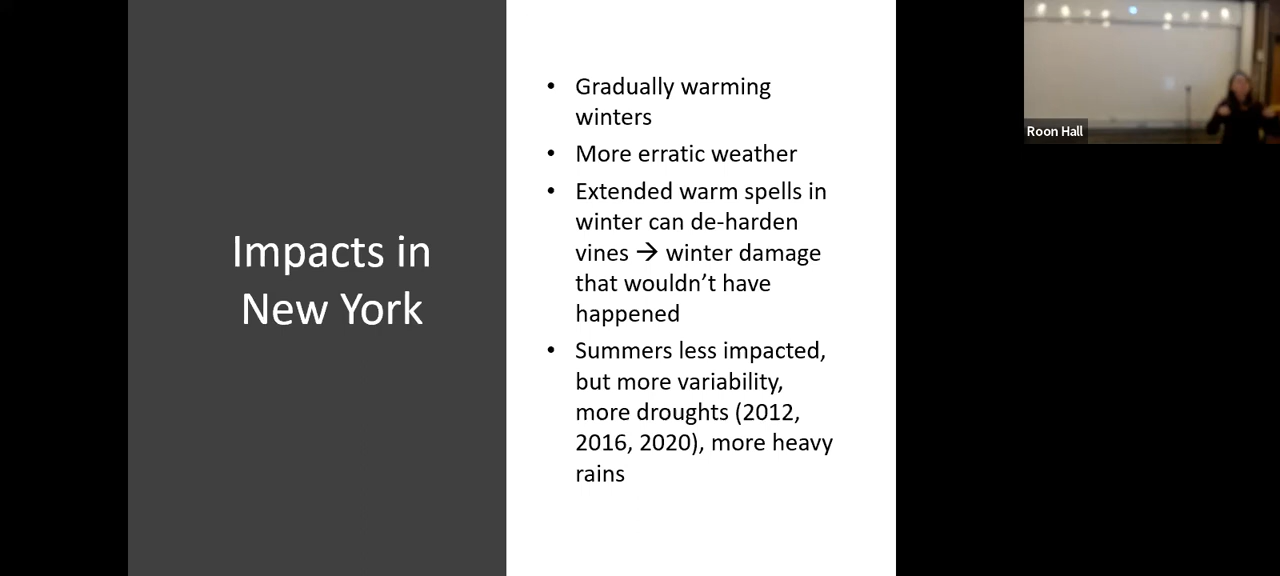 Impacts in
New York
• Gradually warming
winters
• More erratic weather
• Extended warm spells in
winter can de-harden
vines → winter damage
that wouldn’t have
happened
• Summers less impacted,
but more variability,
more droughts (2012,
2016, 2020), more heavy
rains
Roon Hall